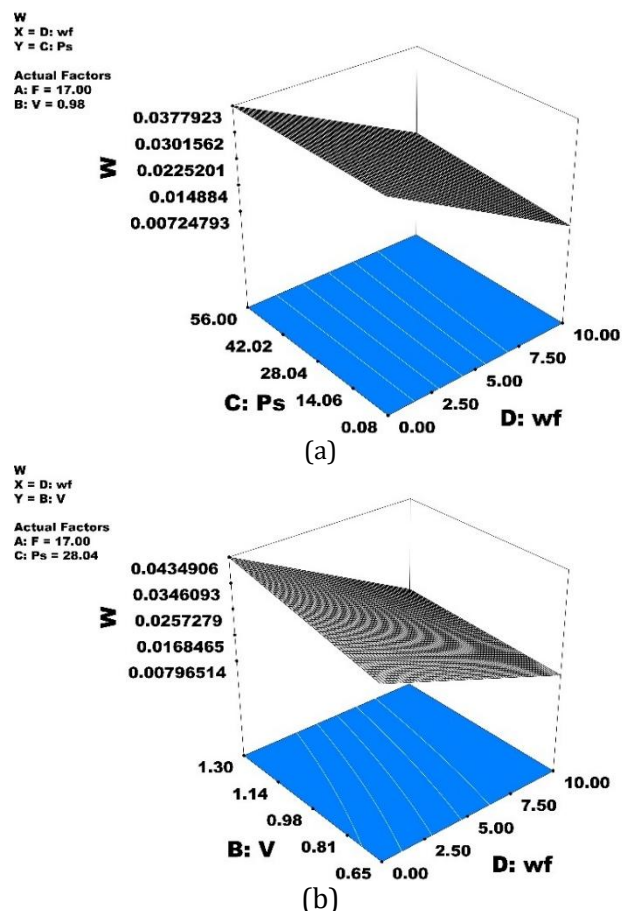 W
X = D: wf
Y = C: Ps
Actual Factors
A: F = 17.00
B: V = 0.98
0.0377923
0.0301562
0.0225201
0.014884
0.00724793
W
56.00
42.02
28.04
14.06
0.08
C: Ps
0.00
2.50
5.00
7.50
10.00
D: wf
(a)
W
X = D: wf
Y = B: V
Actual Factors
A: F = 17.00
C: Ps = 28.04
0.0434906
0.0346093
0.0257279
0.0168465
0.00796514
W
1.30
1.14
0.98
0.81
0.65
B: V
0.00
2.50
5.00
7.50
10.00
D: wf
(b)